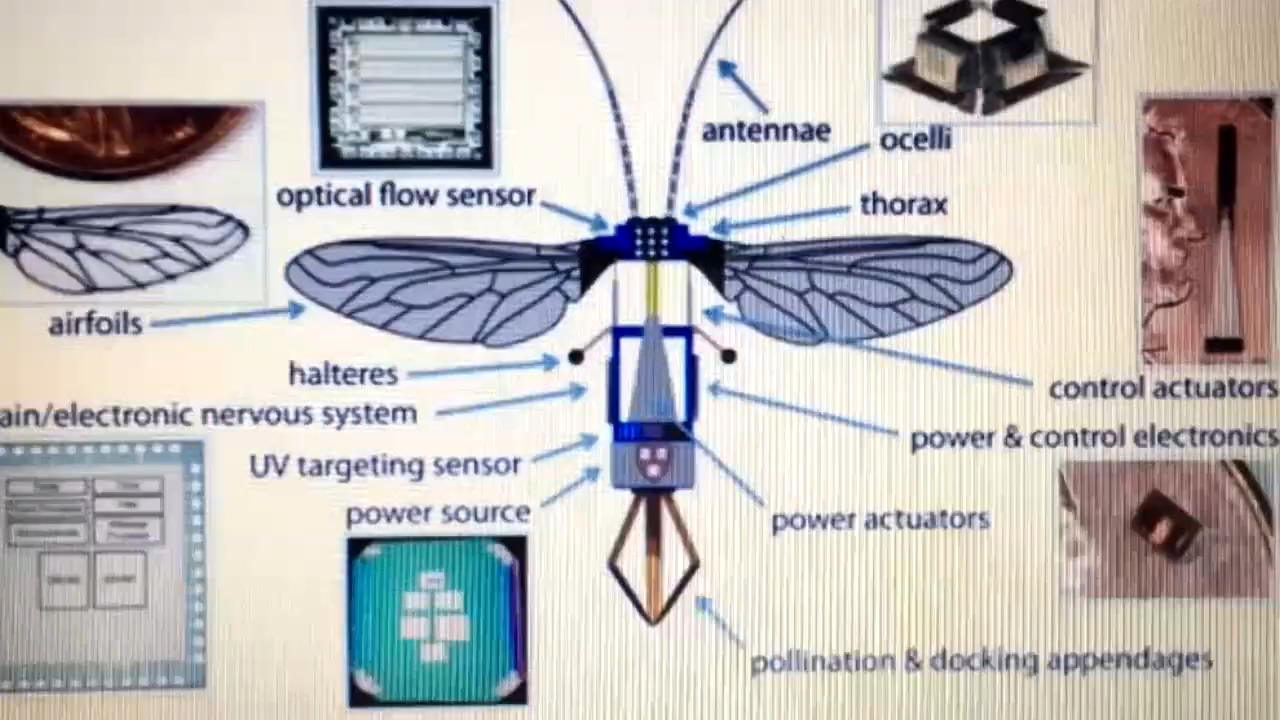 antennae
ocelli
optical flow sensor
thorax
airfoils
halteres
control actuators
ain/electronic nervous system
power & control electronics
UV targeting sensor
power source
power actuators
pollination & docking appendages